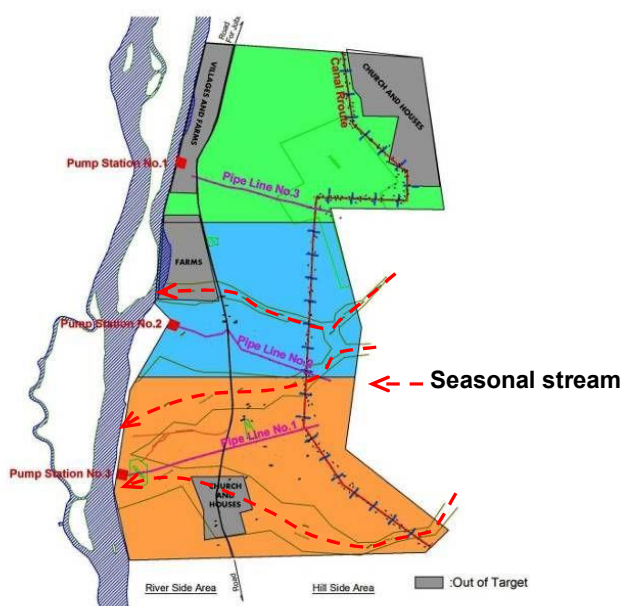 Road
For Juba
VILLAGES AND FARMS
Canal Rroute
CHURCH AND HOUSES
Pump Station No.1
Pipe Line No.3
FARMS
Pump Station No.2
Pipe Line No.2
Seasonal stream
Pipe Line No.1
Pump Station No.3
CHURCH
AND
HOUSES
River Side Area
Road
Hill Side Area
:Out of Target